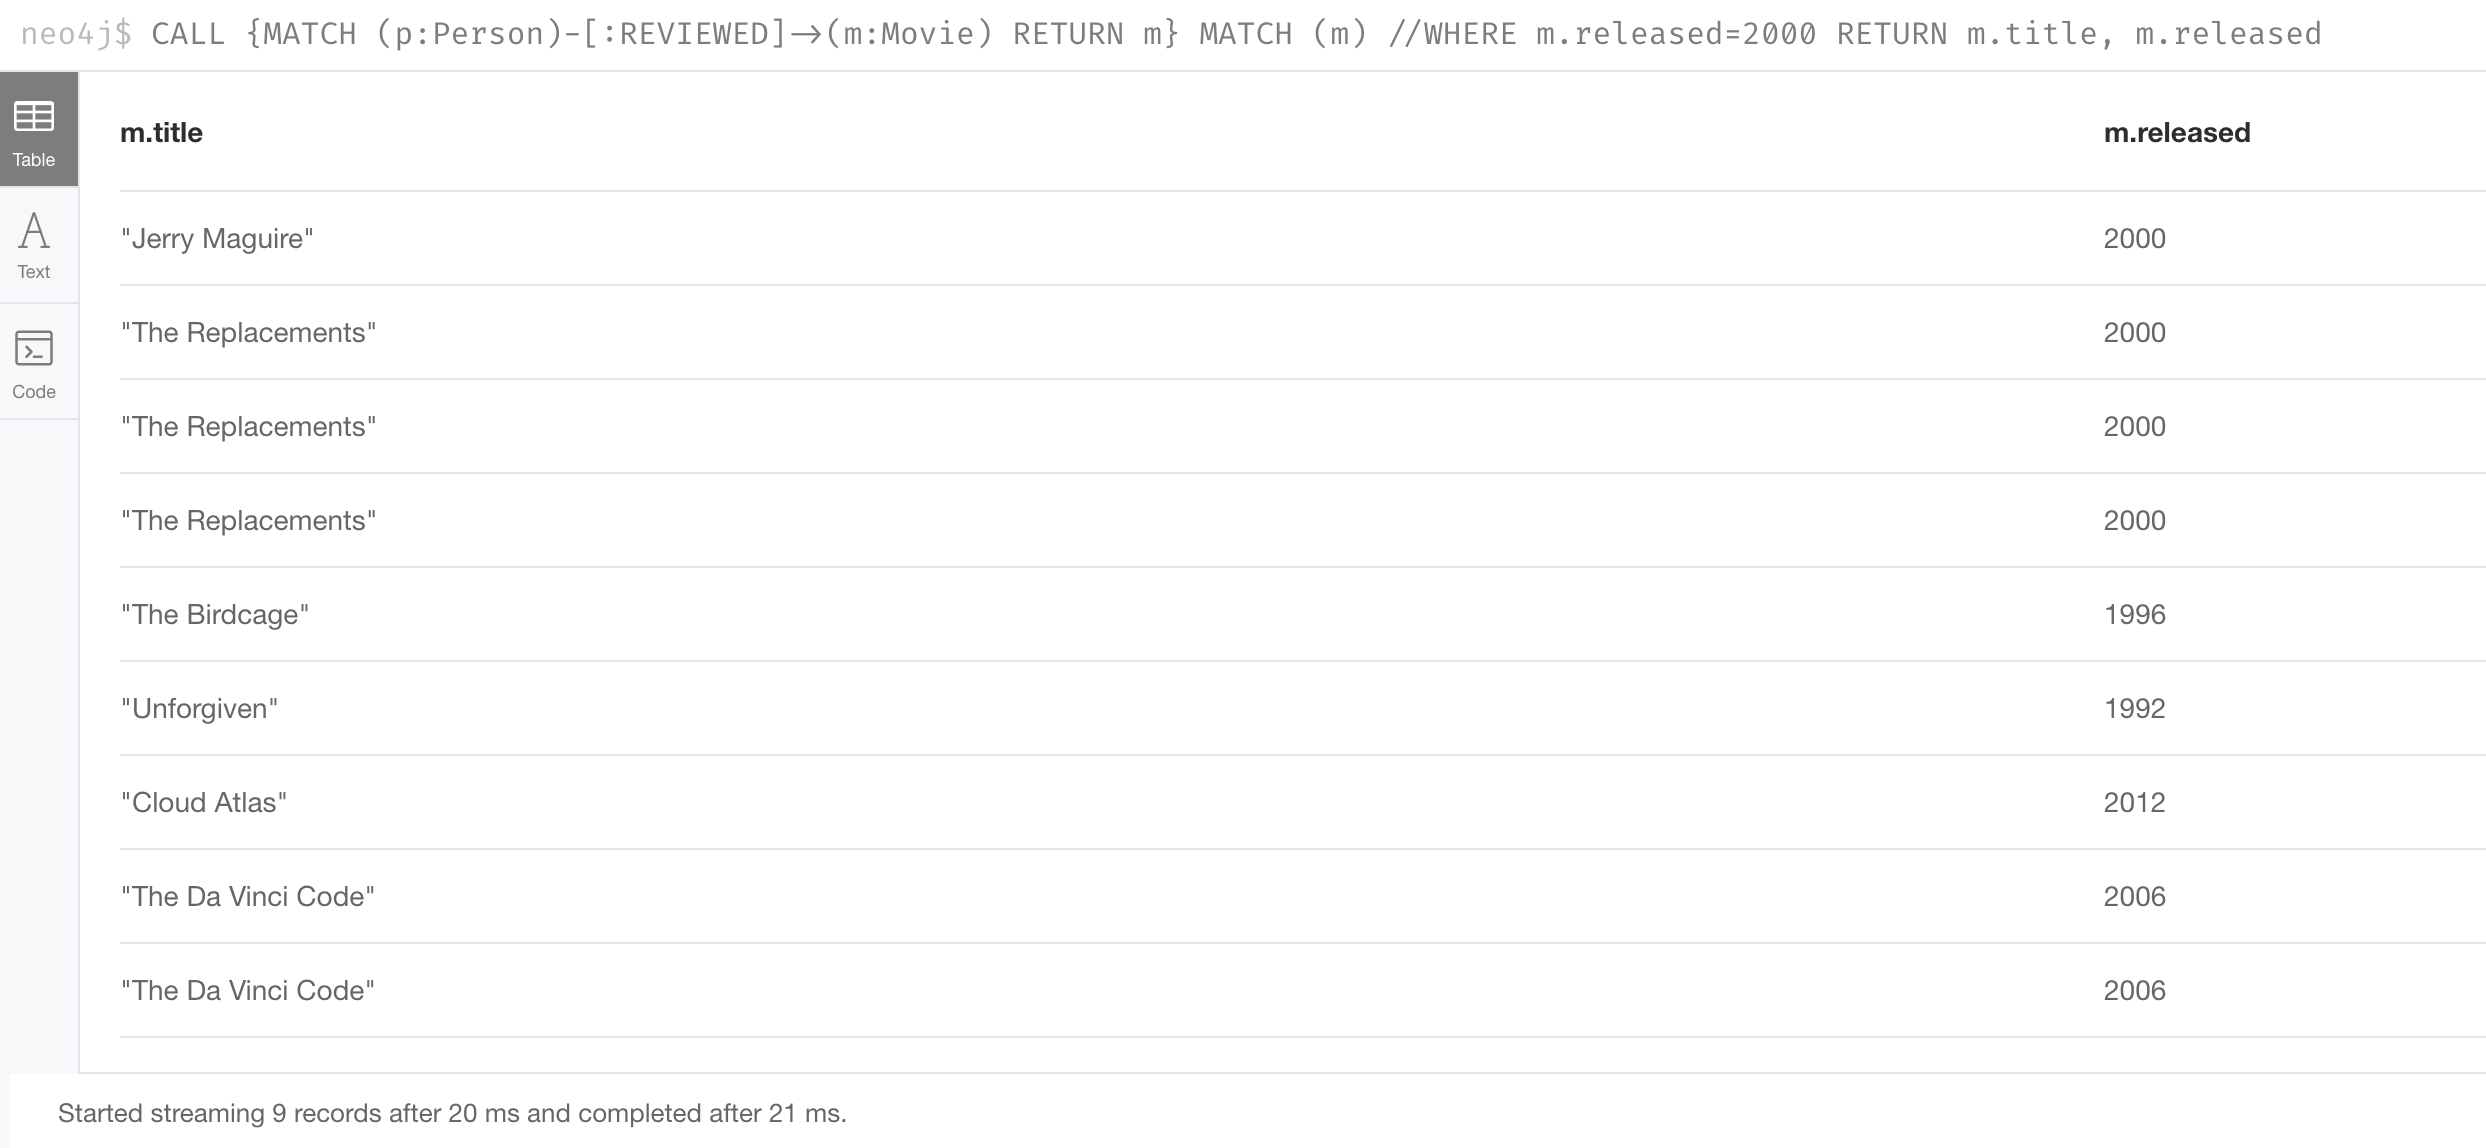 neo4j$ CALL {MATCH (p:Person)-[:REVIEWED]->(m:Movie) RETURN m} MATCH (m) //WHERE m.released=2000 RETURN m.title, m.released
Table
Text
Code
m.title m.released
"Jerry Maguire" 2000
"The Replacements" 2000
"The Replacements" 2000
"The Replacements" 2000
"The Birdcage" 1996
"Unforgiven" 1992
"Cloud Atlas" 2012
"The Da Vinci Code" 2006
"The Da Vinci Code" 2006
Started streaming 9 records after 20 ms and completed after 21 ms.